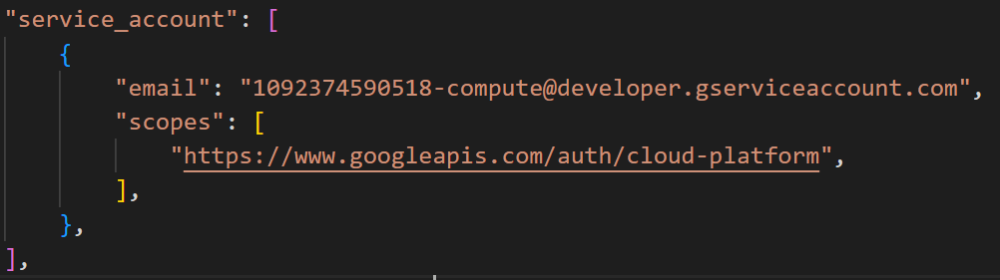 "service_account": [
    {
        "email": "1092374590518-compute@developer.gserviceaccount.com",
        "scopes": [
            "https://www.googleapis.com/auth/cloud-platform",
        ],
    },
],